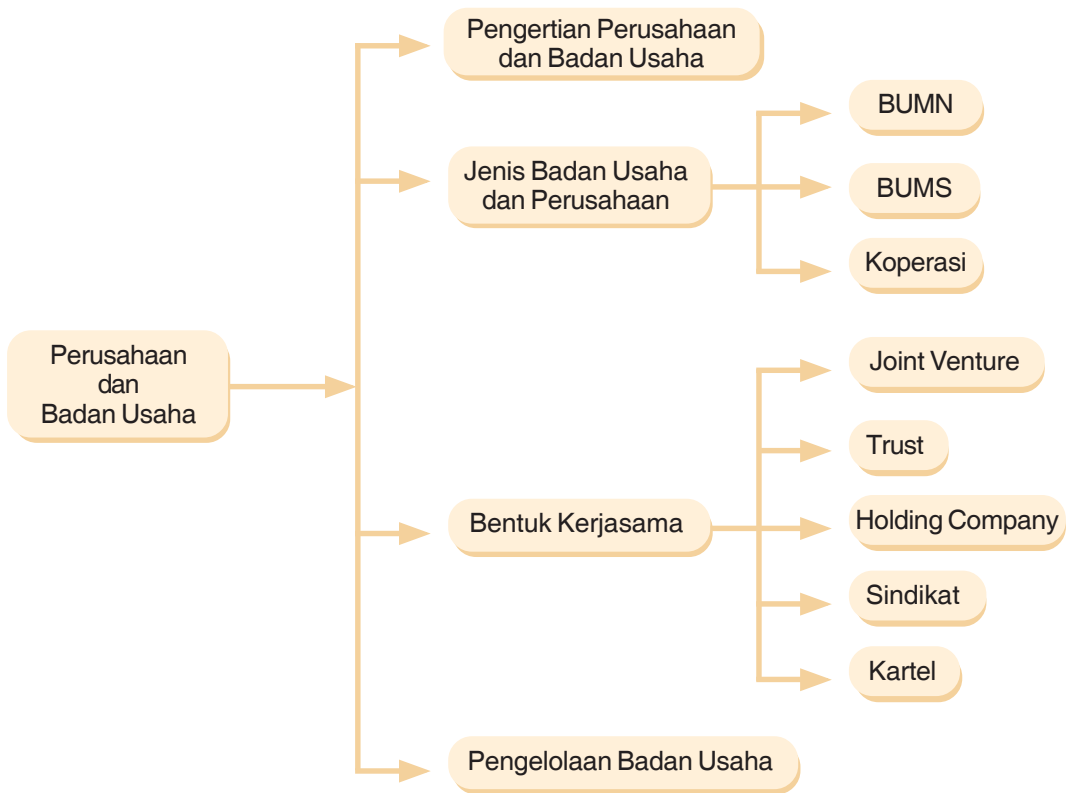 Perusahaan
dan
Badan Usaha
Pengertian Perusahaan
dan Badan Usaha
Jenis Badan Usaha
dan Perusahaan
BUMN
BUMS
Koperasi
Bentuk Kerjasama
Joint Venture
Trust
Holding Company
Sindikat
Kartel
Pengelolaan Badan Usaha